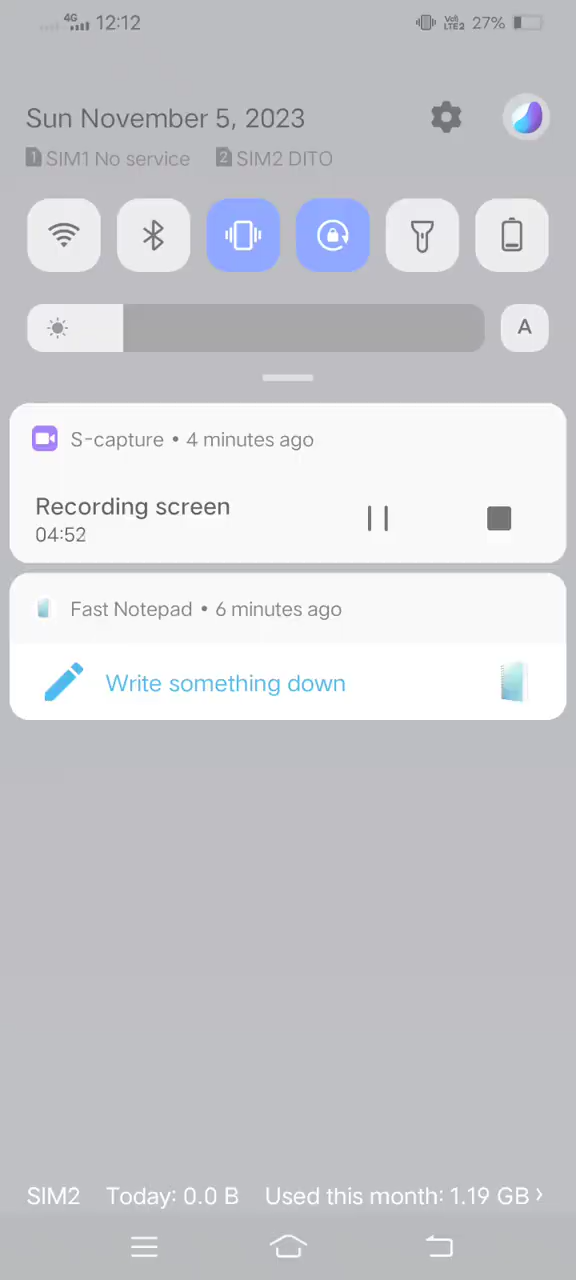 4G 12:12 VoB LTE2 27%
Sun November 5, 2023
1 SIM1 No service 2 SIM2 DITO
A
S-capture • 4 minutes ago
Recording screen
04:52
Fast Notepad • 6 minutes ago
Write something down
SIM2 Today: 0.0 B Used this month: 1.19 GB ›